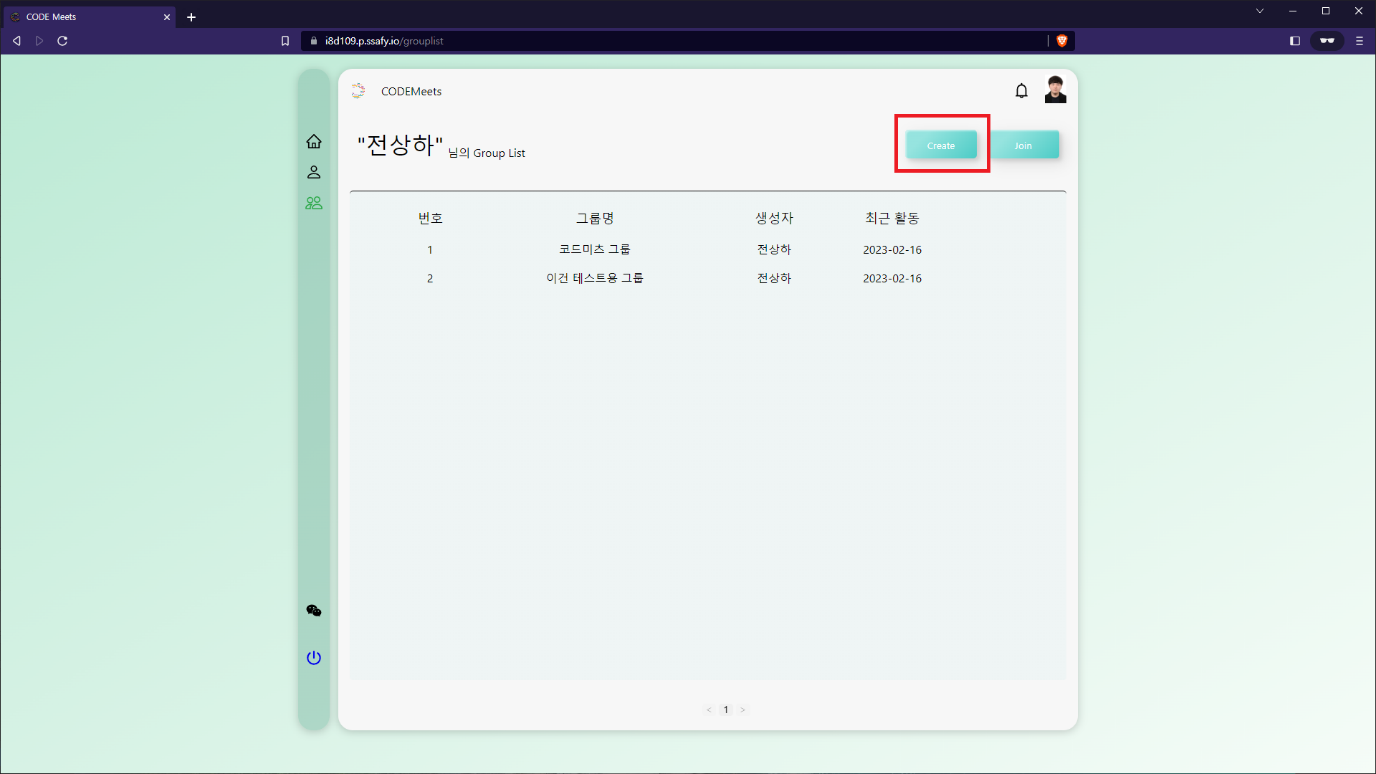 CODE Meets
i8d109.p.ssafy.io/grouplist
CODEMeets
"전상하" 님의 Group List
Create
Join
번호 그룹명 생성자 최근 활동
1 코드미츠 그룹 전상하 2023-02-16
2 이건 테스트용 그룹 전상하 2023-02-16
< 1 >